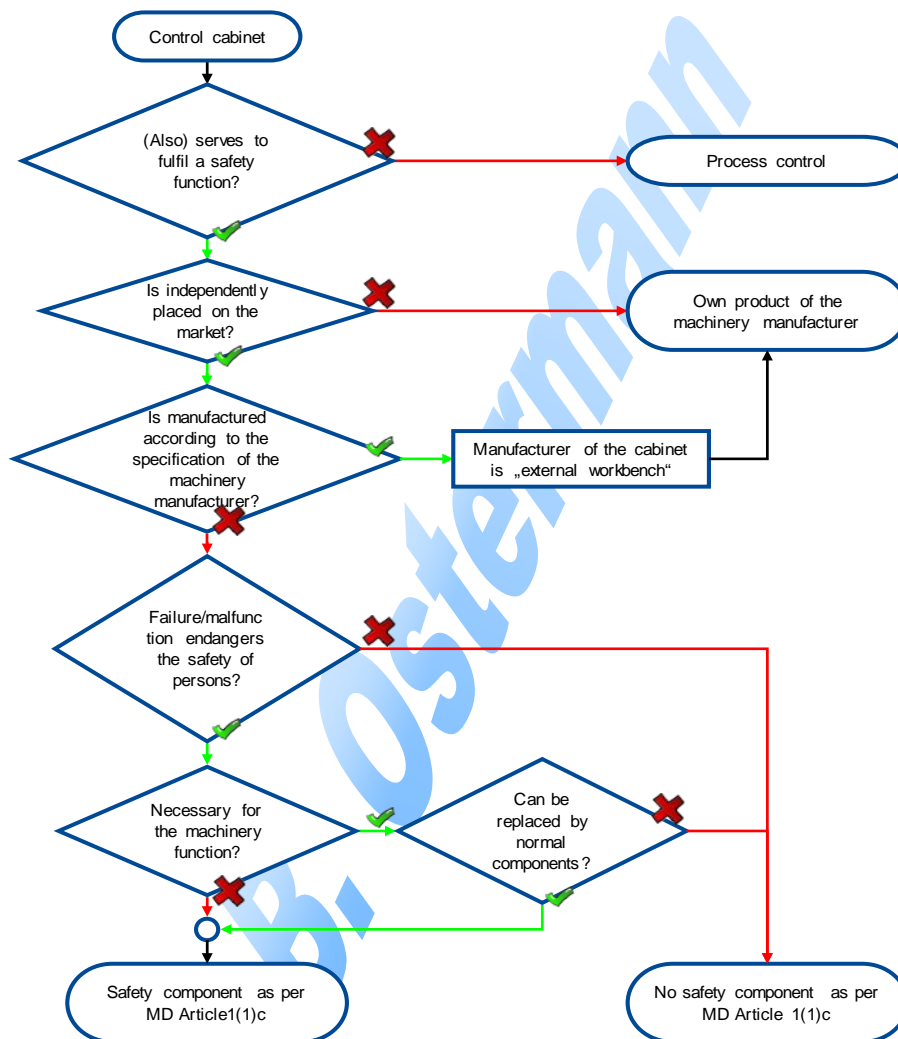 Control cabinet
(Also) serves to
fulfil a safety
function?
Process control
Is independently
placed on the
market?
Own product of the
machinery manufacturer
Is manufactured
according to the
specification of the
machinery
manufacturer?
Manufacturer of the cabinet
is „external workbench“
Failure/malfunc
tion endangers
the safety of
persons?
Necessary for
the machinery
function?
Can be
replaced by
normal
components?
Safety component as per
MD Article1(1)c
No safety component as per
MD Article 1(1)c
B. Ostermann